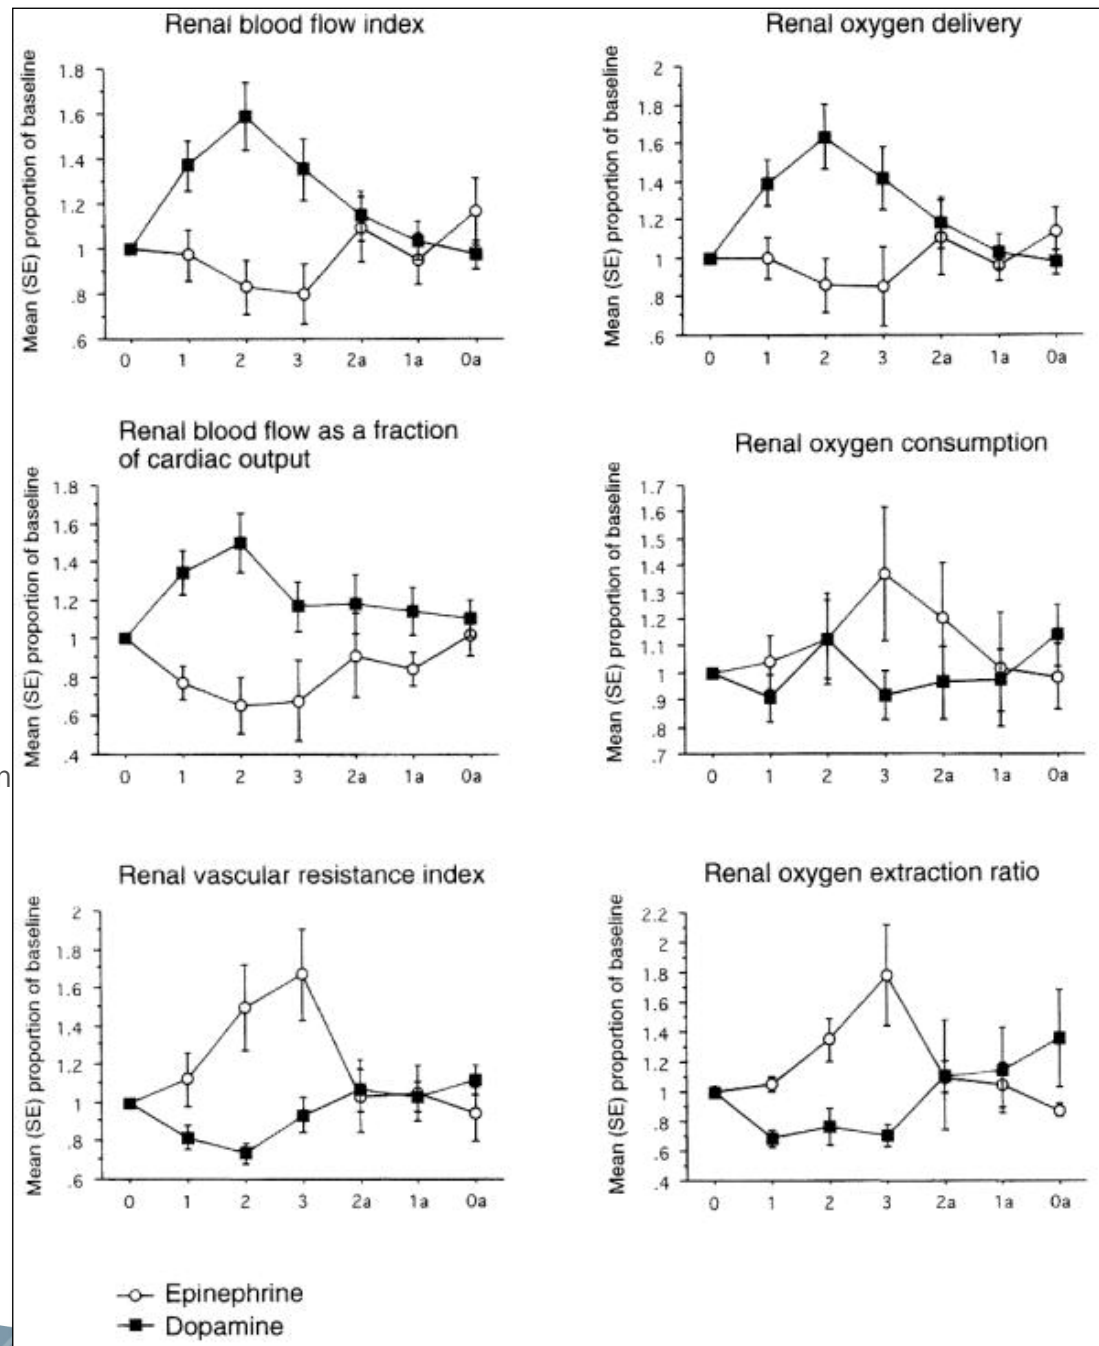 Renal blood flow index
Mean (SE) proportion of baseline
1.8
1.6
1.4
1.2
1
.8
.6
0 1 2 3 2a 1a 0a
Renal oxygen delivery
Mean (SE) proportion of baseline
2
1.8
1.6
1.4
1.2
1
.8
.6
0 1 2 3 2a 1a 0a
Renal blood flow as a fraction
of cardiac output
Mean (SE) proportion of baseline
1.8
1.6
1.4
1.2
1
.8
.6
.4
0 1 2 3 2a 1a 0a
Renal oxygen consumption
Mean (SE) proportion of baseline
1.7
1.6
1.5
1.4
1.3
1.2
1.1
1
.9
.8
.7
0 1 2 3 2a 1a 0a
Renal vascular resistance index
Mean (SE) proportion of baseline
2
1.8
1.6
1.4
1.2
1
.8
.6
0 1 2 3 2a 1a 0a
Renal oxygen extraction ratio
Mean (SE) proportion of baseline
2.2
2
1.8
1.6
1.4
1.2
1
.8
.6
.4
0 1 2 3 2a 1a 0a
Epinephrine
Dopamine